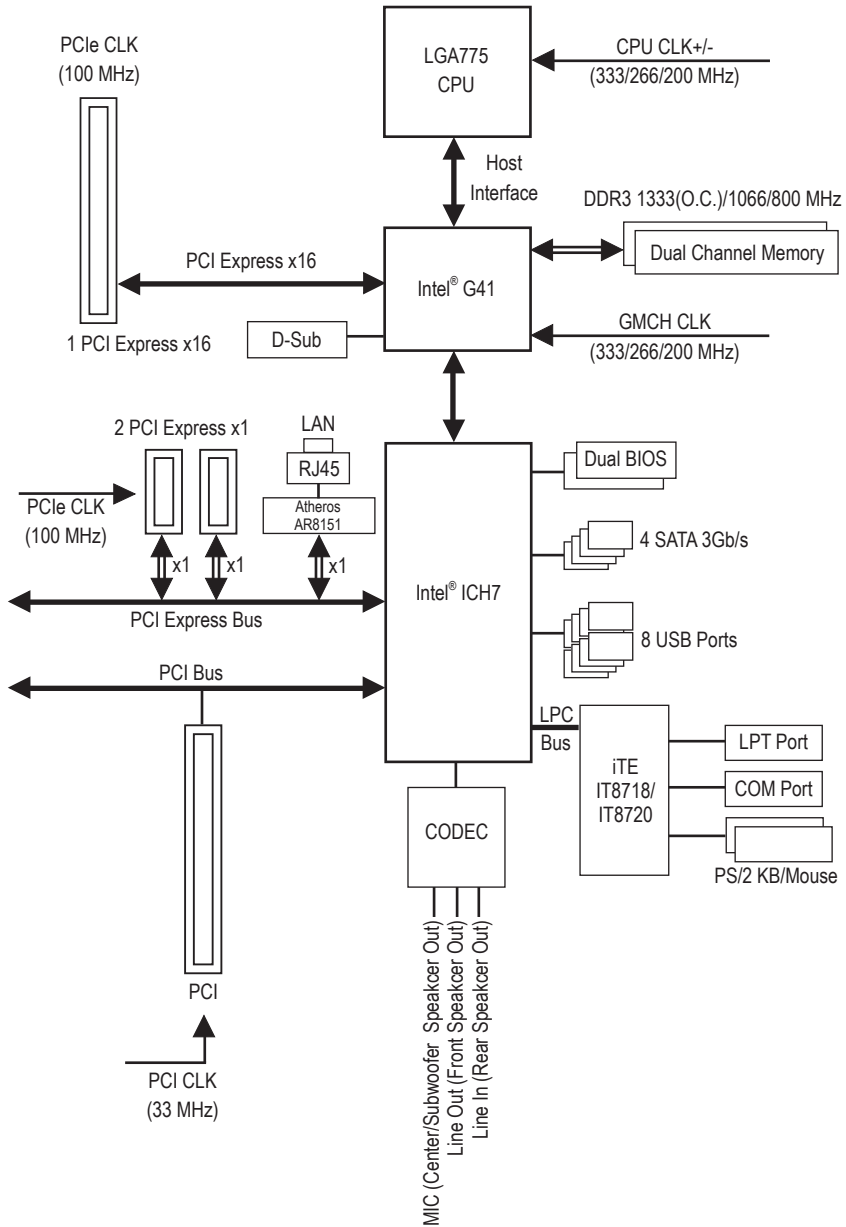 PCIe CLK
(100 MHz)
LGA775
CPU
CPU CLK+/-
(333/266/200 MHz)
Host
Interface
DDR3 1333(O.C.)/1066/800 MHz
Dual Channel Memory
PCI Express x16
Intel® G41
1 PCI Express x16
D-Sub
GMCH CLK
(333/266/200 MHz)
2 PCI Express x1
LAN
RJ45
Atheros
AR8151
PCIe CLK
(100 MHz)
x1
x1
x1
PCI Express Bus
Intel® ICH7
Dual BIOS
4 SATA 3Gb/s
8 USB Ports
PCI Bus
LPC
Bus
iTE
IT8718/
IT8720
LPT Port
COM Port
PS/2 KB/Mouse
CODEC
PCI
PCI CLK
(33 MHz)
MIC (Center/Subwoofer Speakcer Out)
Line Out (Front Speakcer Out)
Line In (Rear Speakcer Out)